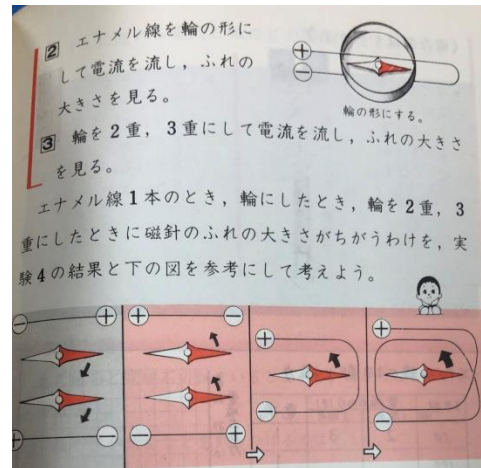 2 エナメル線を輪の形に
して電流を流し，ふれの
大きさを見る。
⊕
⊖
輪の形にする。
3 輪を2重，3重にして電流を流し，ふれの大きさ
を見る。
エナメル線1本のとき，輪にしたとき，輪を2重，3
重にしたときに磁針のふれの大きさがちがうわけを，実
験4の結果と下の図を参考にして考えよう。
⊖ ⊕ ⊕ ⊖ ⊕ ⊕
⊕ ⊖ ⊖ ⊕ ⊖ ⊖